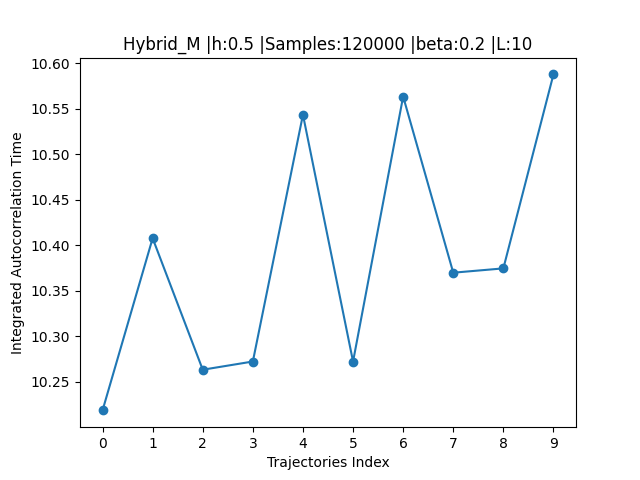 Hybrid_M |h:0.5 |Samples:120000 |beta:0.2 |L:10
Integrated Autocorrelation Time
10.60
10.55
10.50
10.45
10.40
10.35
10.30
10.25
0 1 2 3 4 5 6 7 8 9
Trajectories Index